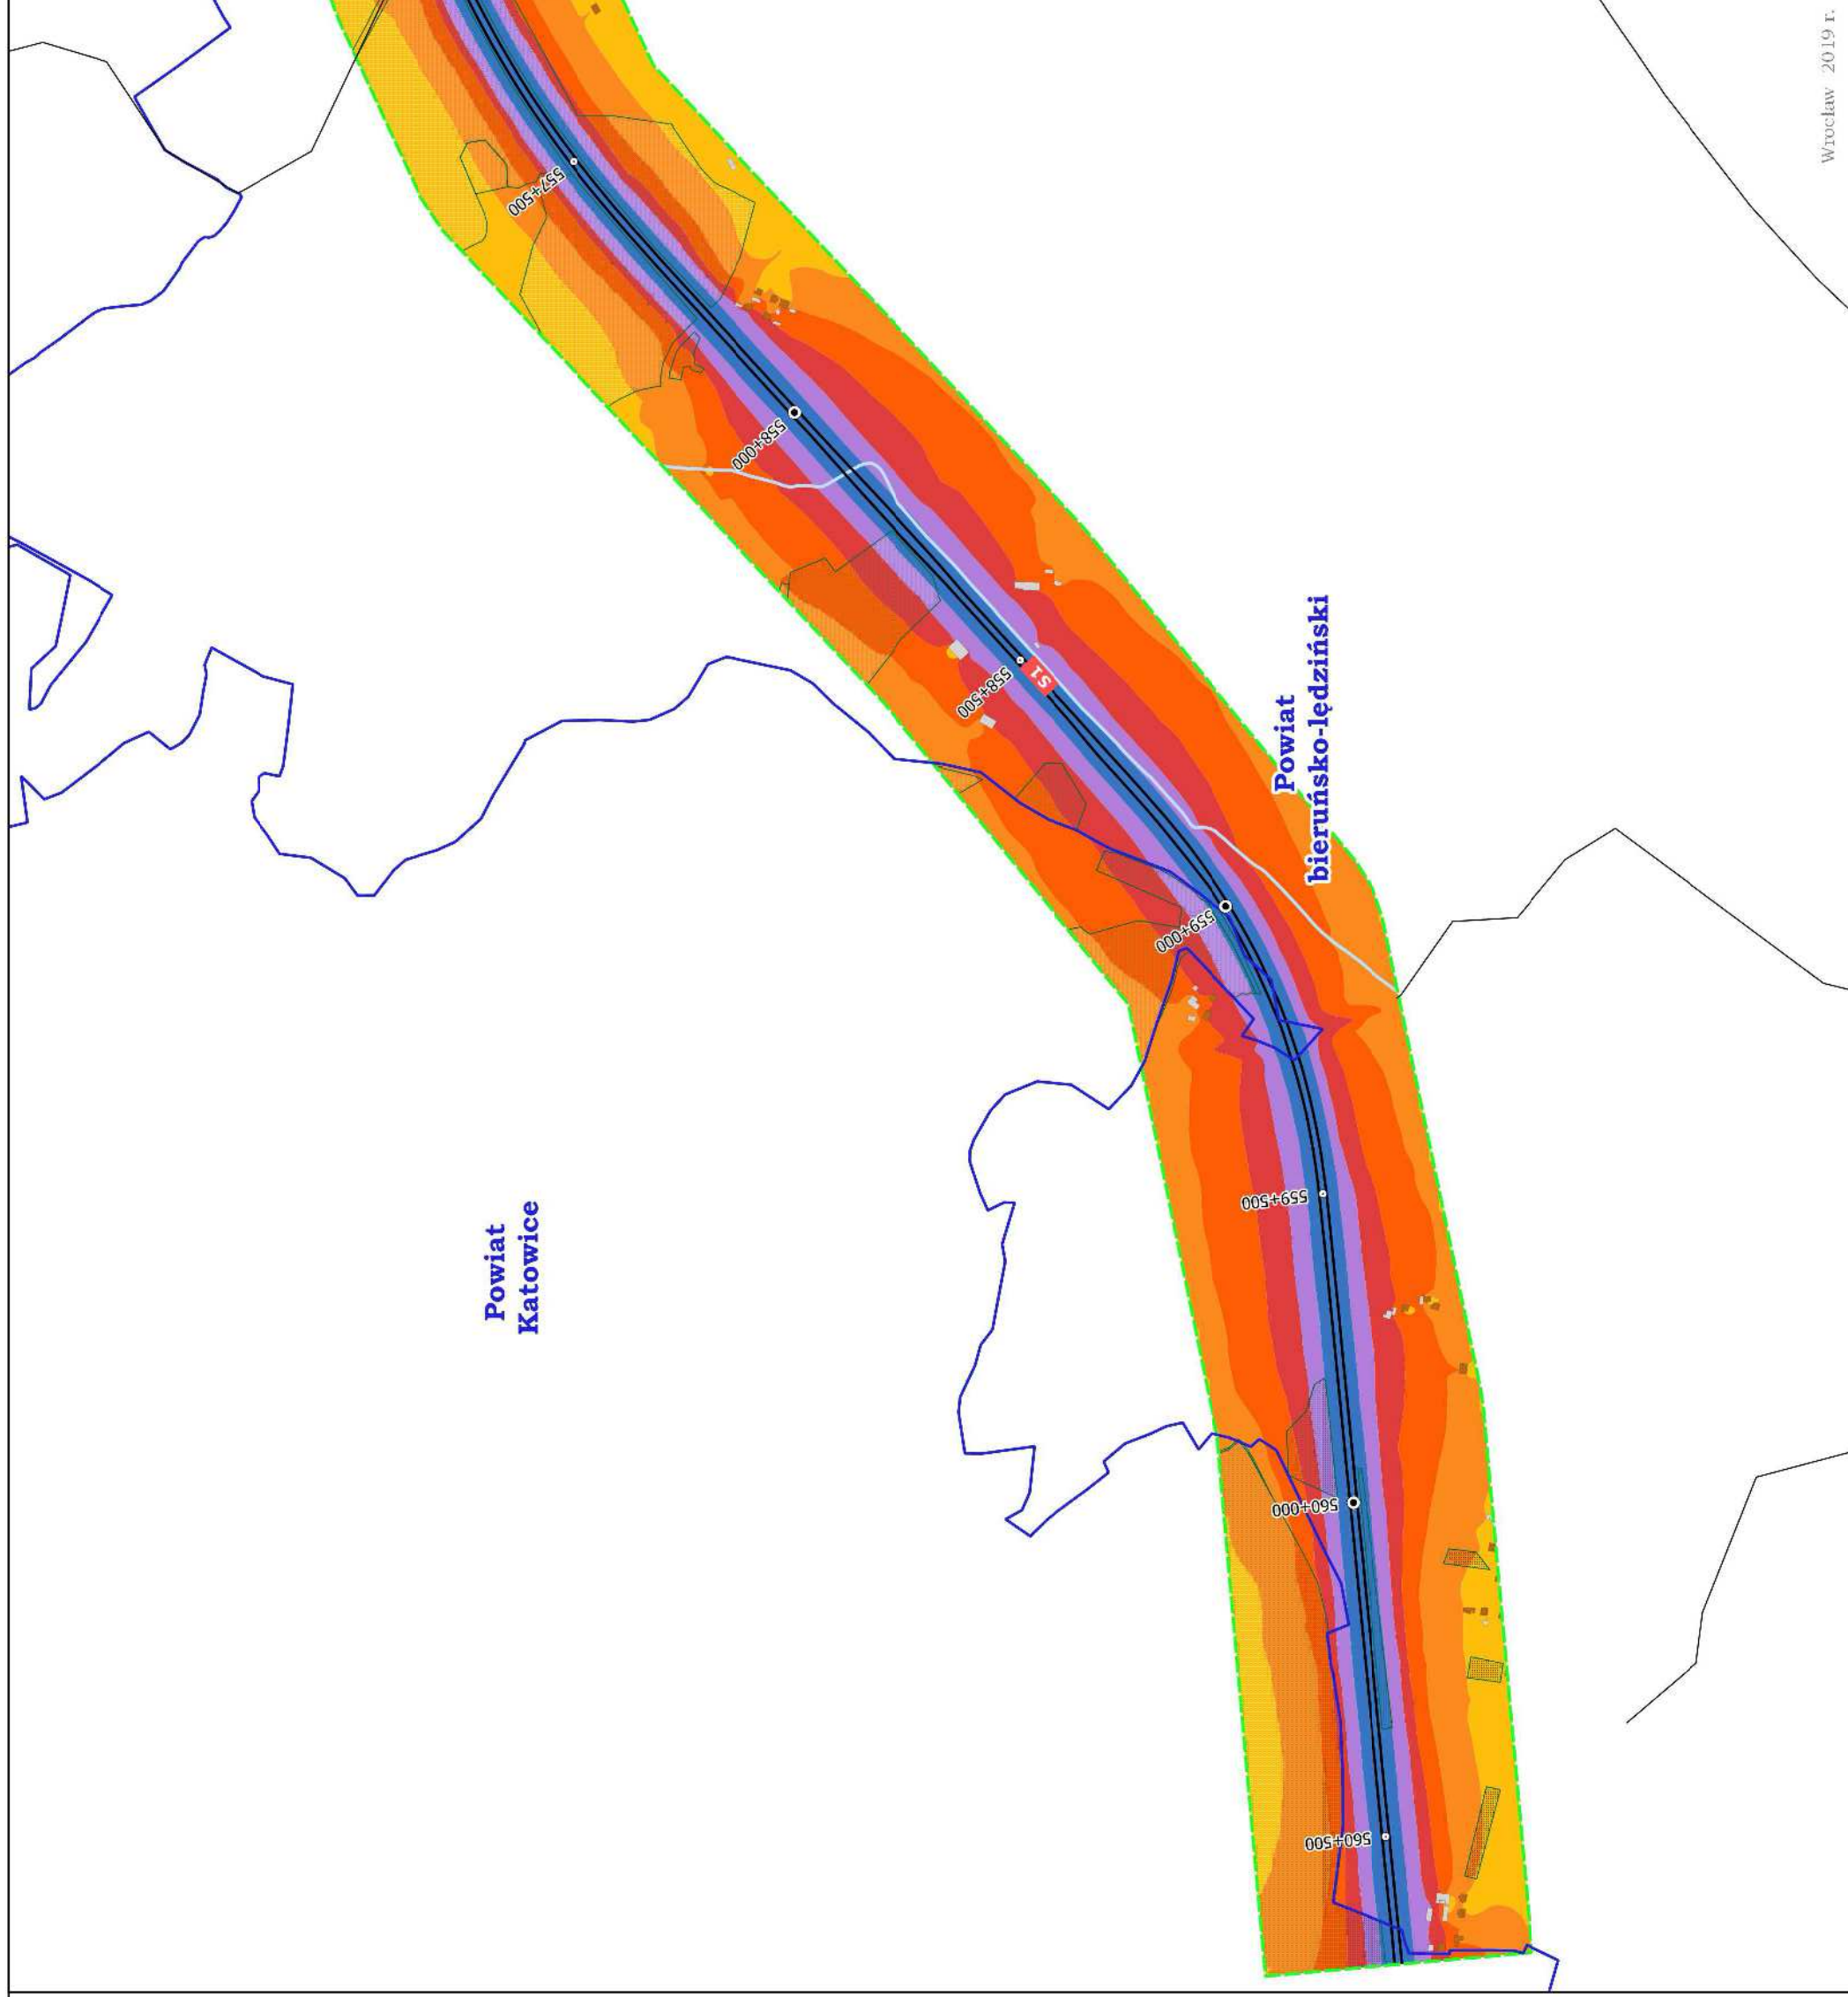 Wrocław 2019 r.
557+500
558+000
558+500
S1
Powiat
bieruńsko-lędziński
559+000
Powiat
Katowice
559+500
560+000
560+500